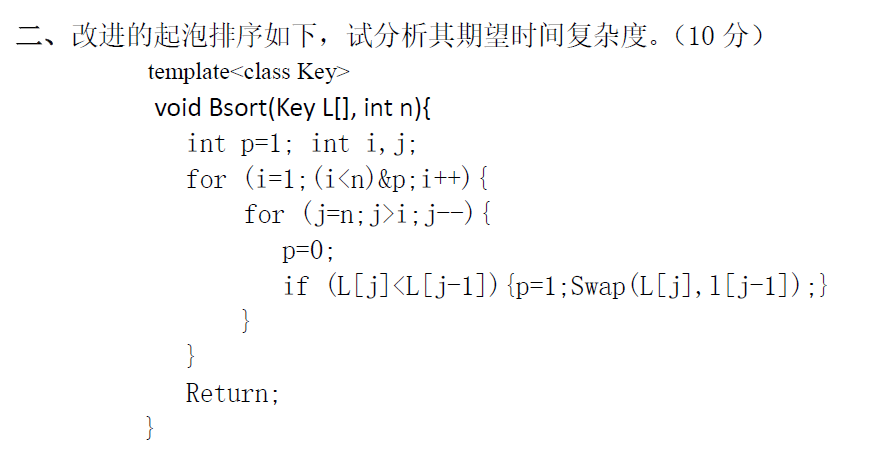 二、改进的起泡排序如下，试分析其期望时间复杂度。（10 分）
template<class Key>
void Bsort(Key L[], int n){
int p=1; int i,j;
for (i=1;(i<n)&p;i++){
for (j=n;j>i;j--){
p=0;
if (L[j]<L[j-1]){p=1;Swap(L[j],l[j-1]);}
}
}
Return;
}